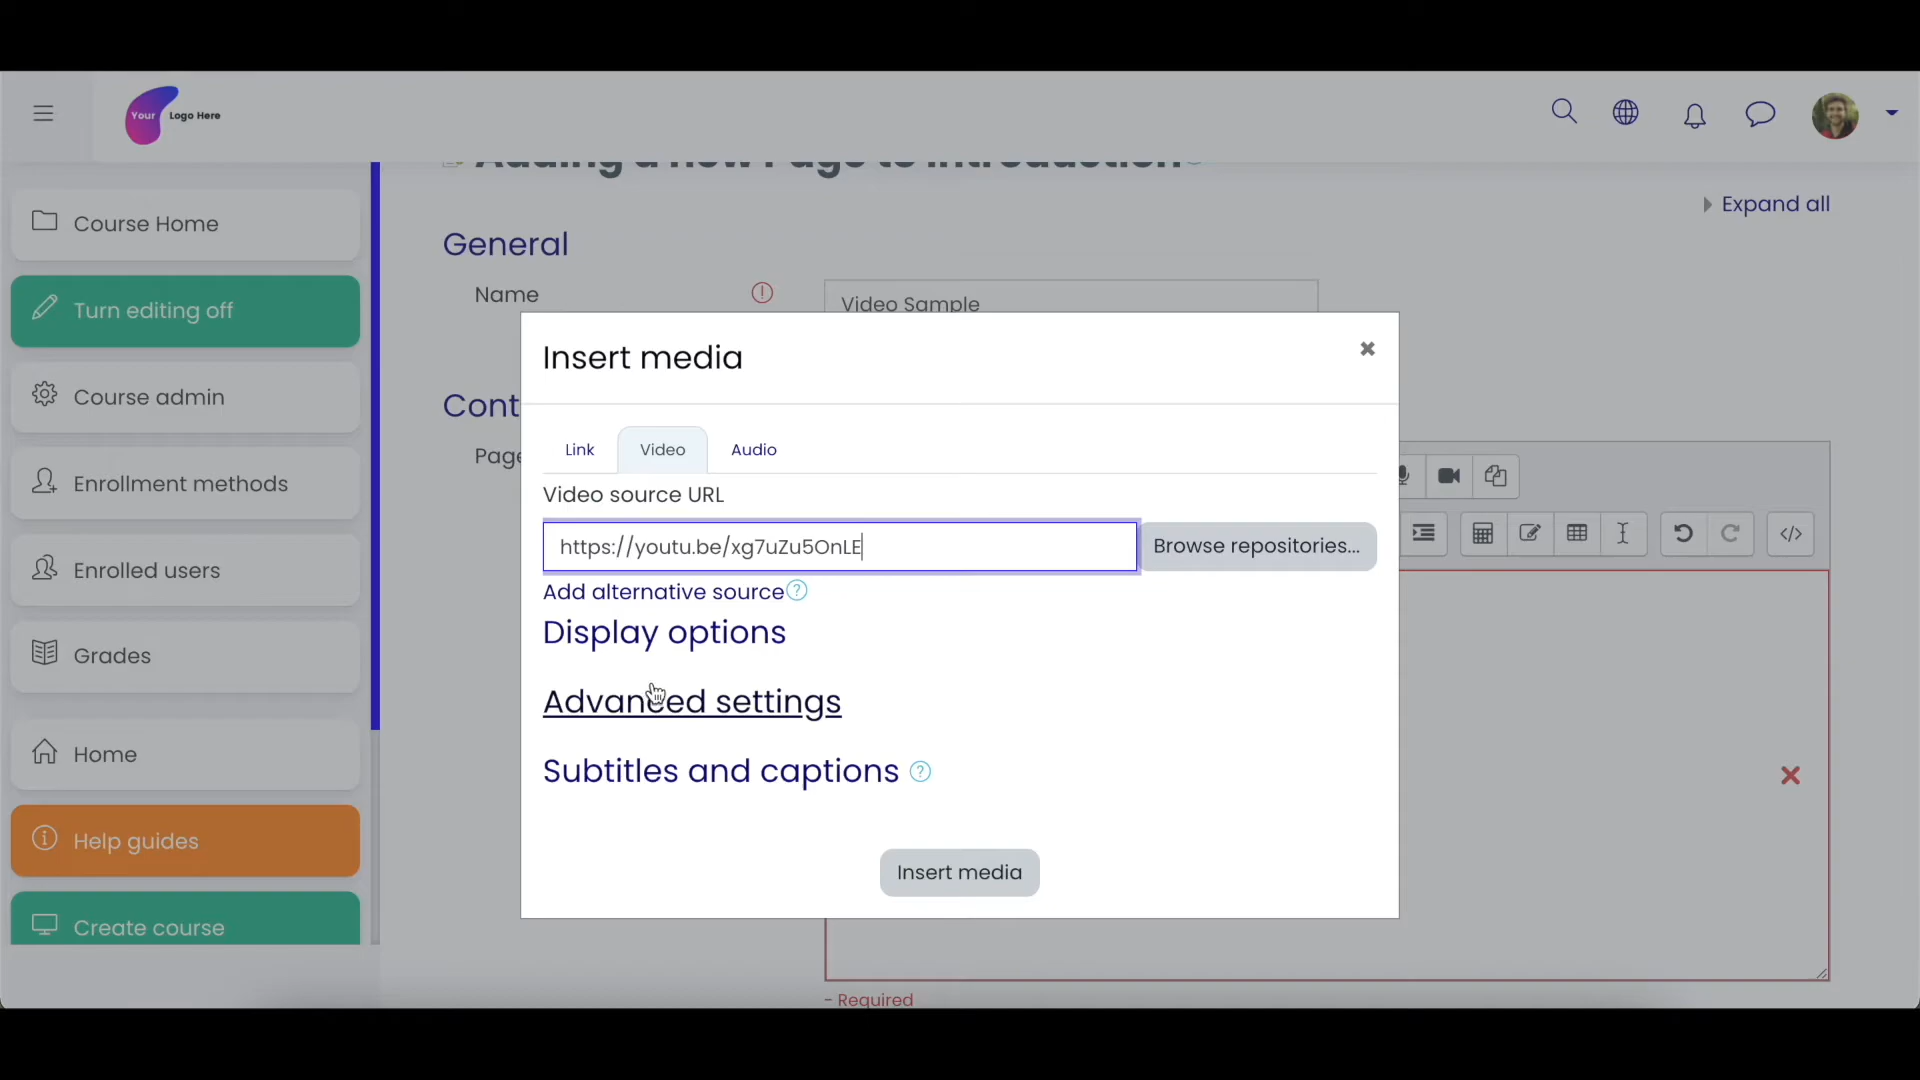 Your Logo Here
Adding a new Page to Introduction
Expand all
Course Home
General
Turn editing off
Name
Video Sample
Insert media
Course admin
Cont
Link Video Audio
Page
Enrollment methods
Video source URL
https://youtu.be/xg7uZu5OnLE
Browse repositories...
Enrolled users
Add alternative source
Display options
Grades
Advanced settings
Home
Subtitles and captions
Help guides
Insert media
Create course
- Required